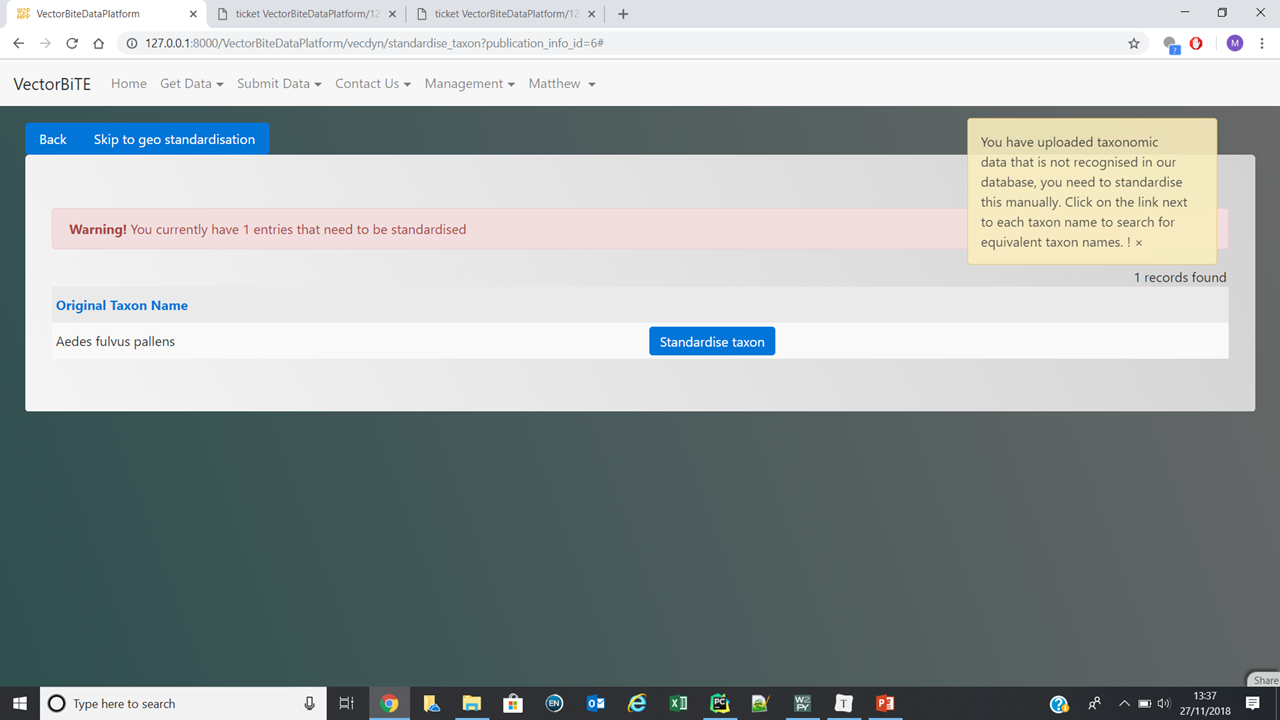 VectorBiteDataPlatform
ticket VectorBiteDataPlatform/12
ticket VectorBiteDataPlatform/12
127.0.0.1:8000/VectorBiteDataPlatform/vecdyn/standardise_taxon?publication_info_id=6#
?
M
VectorBiTE Home Get Data Submit Data Contact Us Management Matthew
Back Skip to geo standardisation
You have uploaded taxonomic
data that is not recognised in our
database, you need to standardise
this manually. Click on the link next
to each taxon name to search for
equivalent taxon names. ! ×
Warning! You currently have 1 entries that need to be standardised
1 records found
Original Taxon Name
Aedes fulvus pallens Standardise taxon
Share
Type here to search
EN
PC
W2
PY
T
13:37
27/11/2018